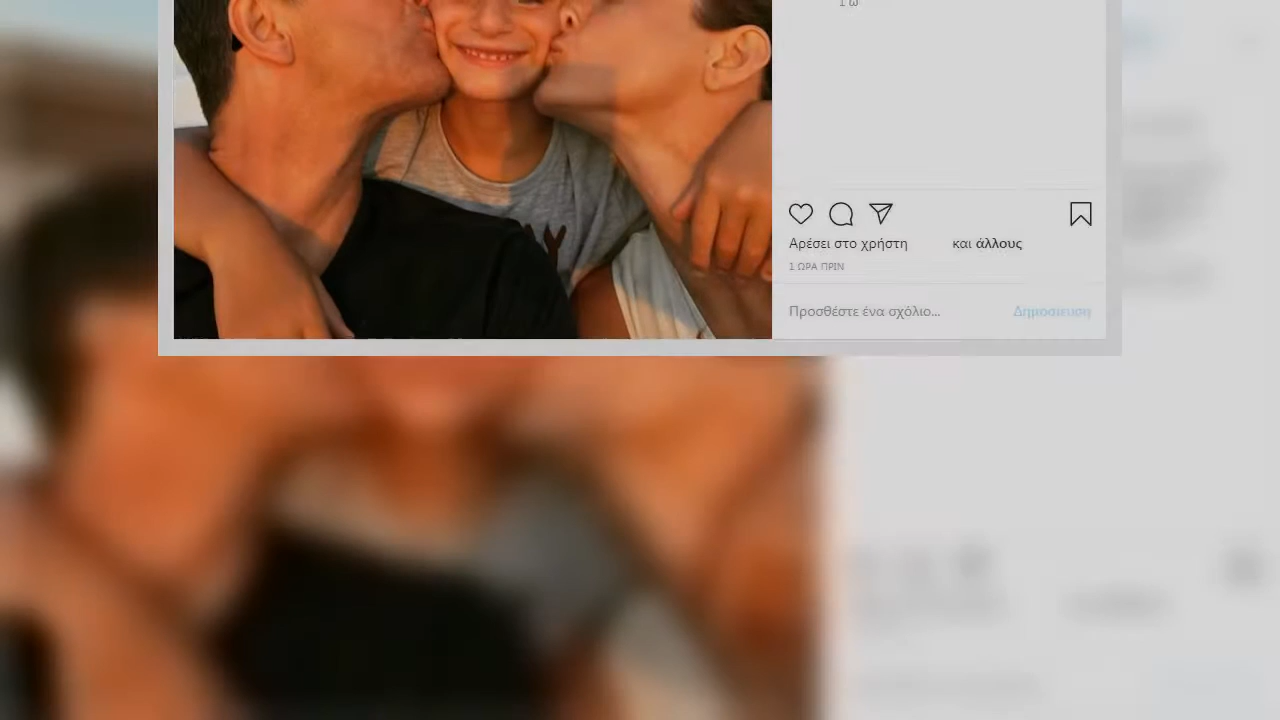 1 ω
Αρέσει στο χρήστη και άλλους
1 ΩΡΑ ΠΡΙΝ
Προσθέστε ένα σχόλιο... Δημοσίευση